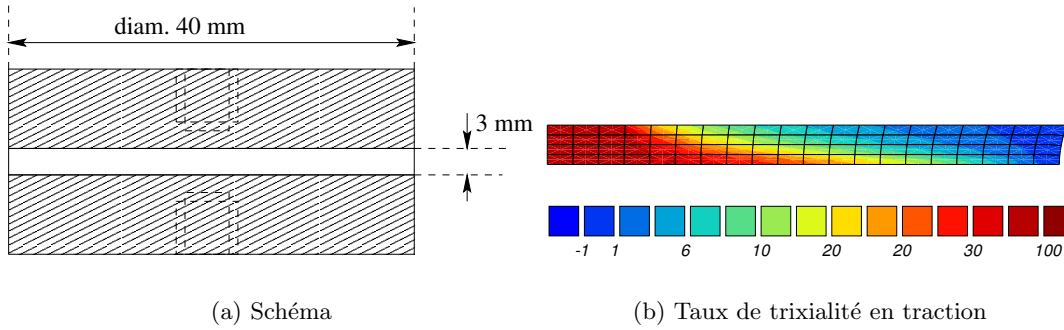 diam. 40 mm
3 mm
-1 1 6 10 20 20 30 100
(a) Schéma
(b) Taux de trixialité en traction